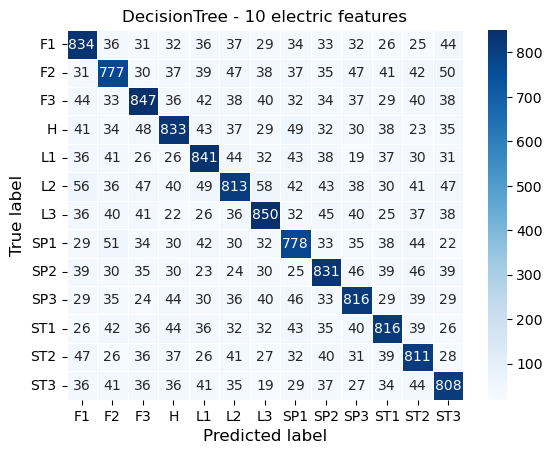 DecisionTree - 10 electric features
F1 834 36 31 32 36 37 29 34 33 32 26 25 44
F2 31 777 30 37 39 47 38 37 35 47 41 42 50
F3 44 33 847 36 42 38 40 32 34 37 29 40 38
H 41 34 48 833 43 37 29 49 32 30 38 23 35
L1 36 41 26 26 841 44 32 43 38 19 37 30 31
L2 56 36 47 40 49 813 58 42 43 38 30 41 47
L3 36 40 41 22 26 36 850 32 45 40 25 37 38
SP1 29 51 34 30 42 30 32 778 33 35 38 44 22
SP2 39 30 35 30 23 24 30 25 831 46 39 46 39
SP3 29 35 24 44 30 36 40 46 33 816 29 39 29
ST1 26 42 36 44 36 32 32 43 35 40 816 39 26
ST2 47 26 36 37 26 41 27 32 40 31 39 811 28
ST3 36 41 36 36 41 35 19 29 37 27 34 44 808
F1 F2 F3 H L1 L2 L3 SP1 SP2 SP3 ST1 ST2 ST3
Predicted label
True label
800
700
600
500
400
300
200
100